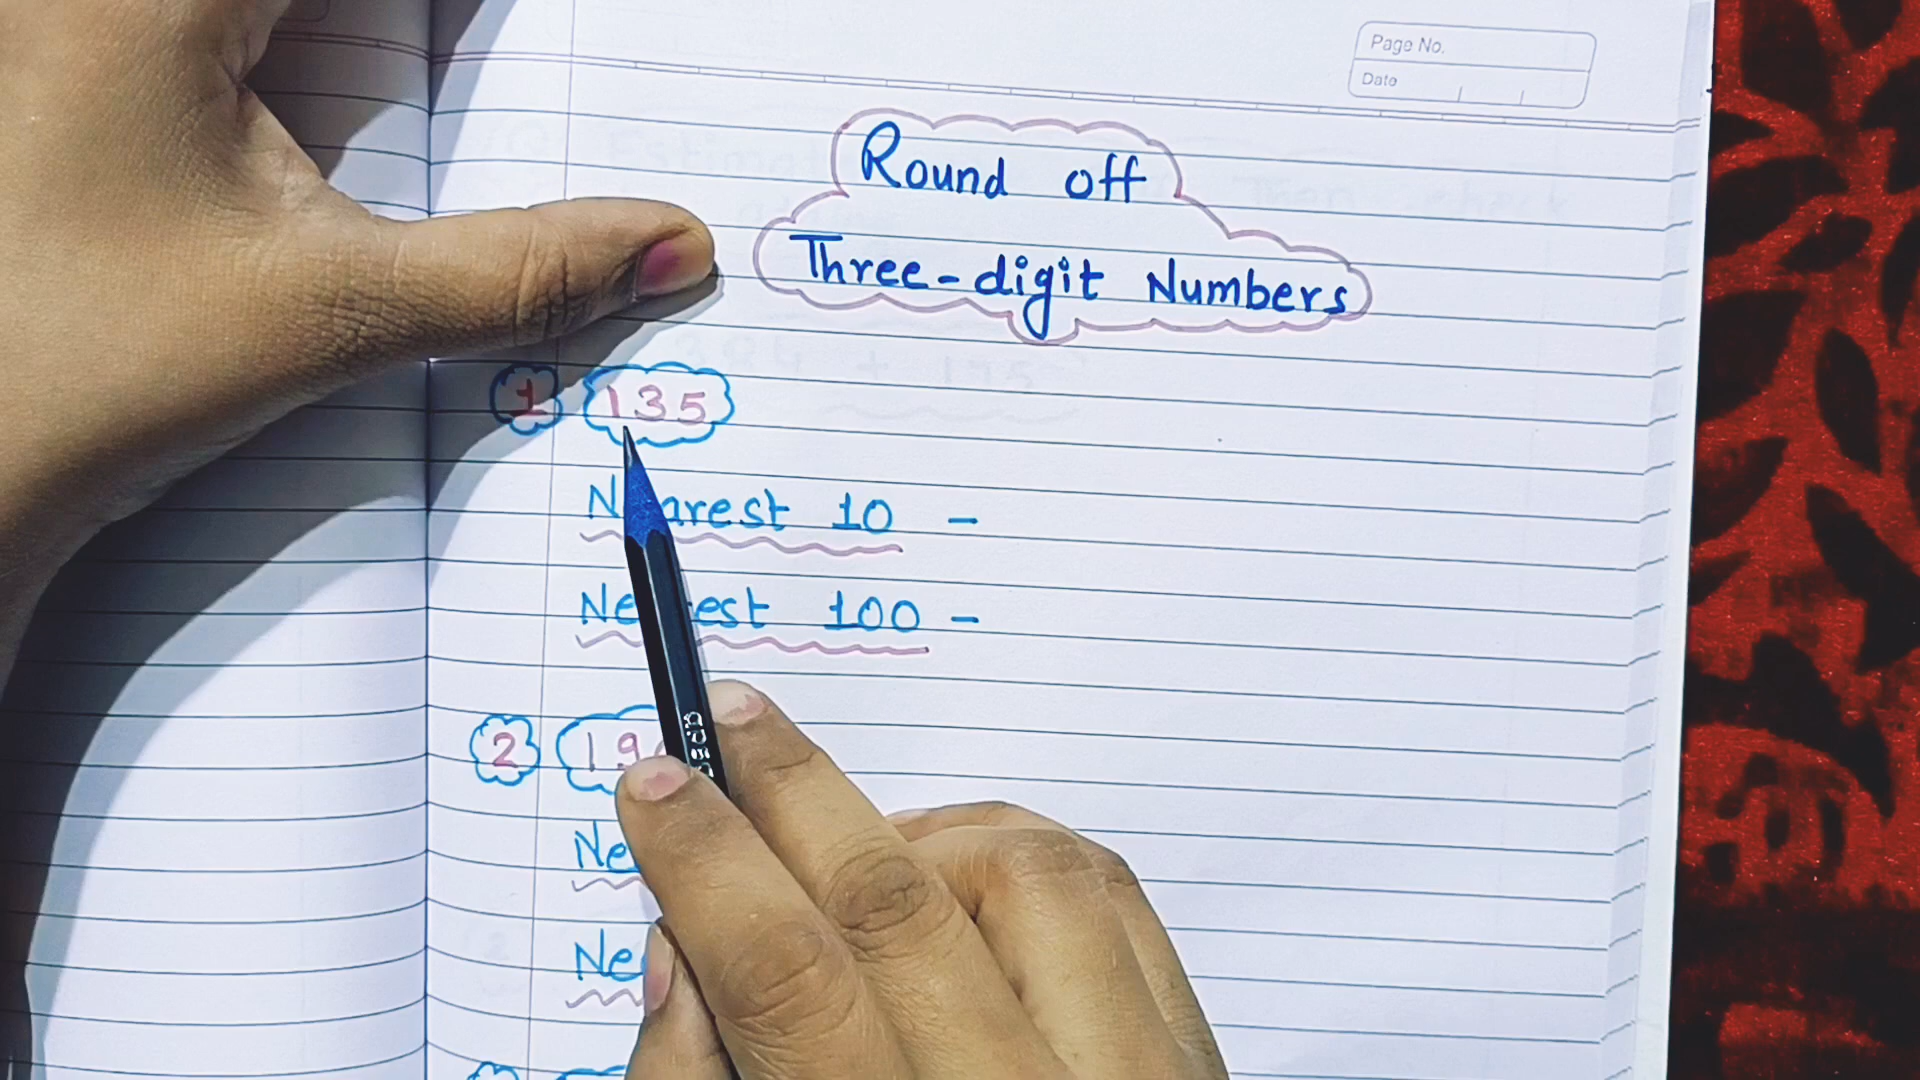 Page No.
Date
Round off
Three-digit Numbers
1 135
Nearest 10 -
Nearest 100 -
2